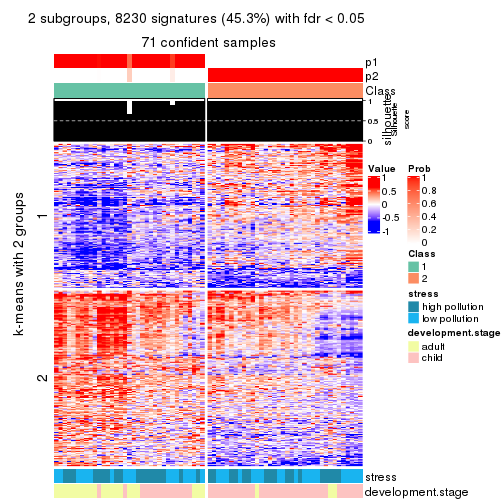 2 subgroups, 8230 signatures (45.3%) with fdr < 0.05
71 confident samples
p1
p2
Class
silhouette
Silhouette
score
1
0.5
0
k-means with 2 groups
1
2
Value
1
0.5
0
-0.5
-1
Prob
1
0.8
0.6
0.4
0.2
0
Class
1
2
stress
high pollution
low pollution
development.stage
adult
child
stress
development.stage